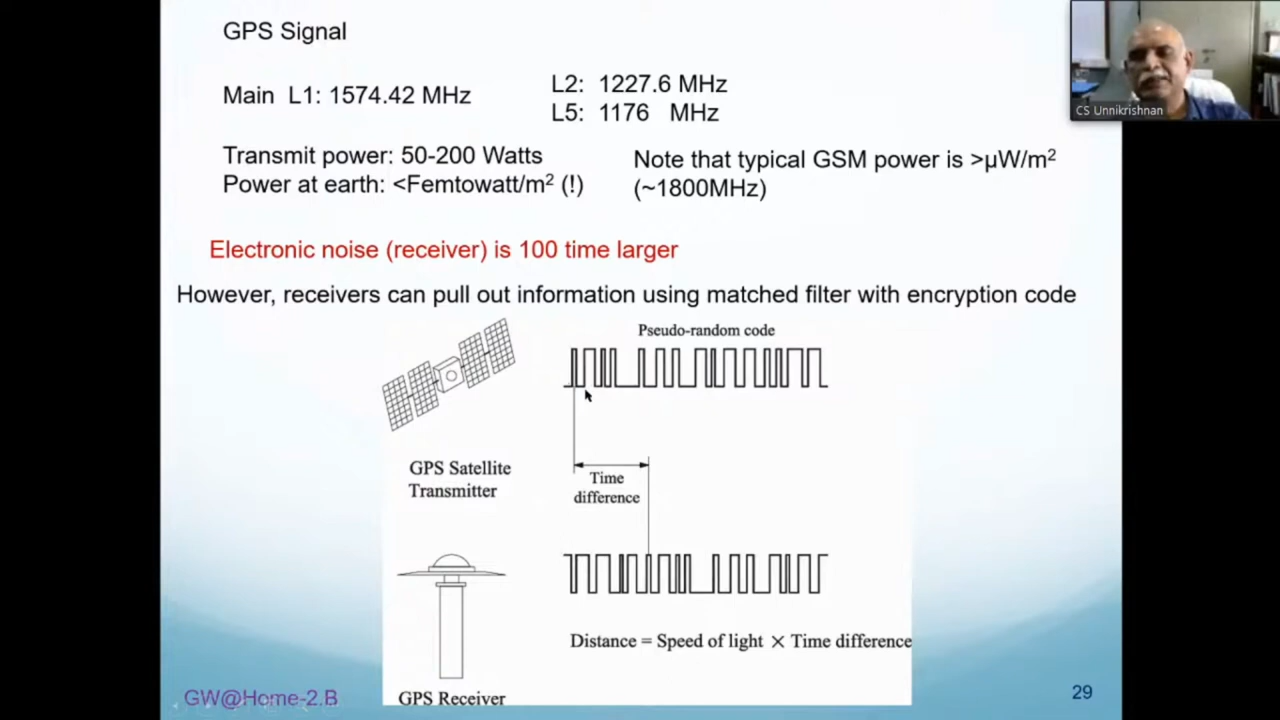 GPS Signal
Main L1: 1574.42 MHz
L2: 1227.6 MHz
L5: 1176 MHz
Transmit power: 50-200 Watts
Power at earth: <Femtowatt/m² (!)
Note that typical GSM power is >μW/m²
(~1800MHz)
Electronic noise (receiver) is 100 time larger
However, receivers can pull out information using matched filter with encryption code
Pseudo-random code
GPS Satellite
Transmitter
Time
difference
Distance = Speed of light × Time difference
GPS Receiver
GW@Home-2.B
29
CS Unnikrishnan